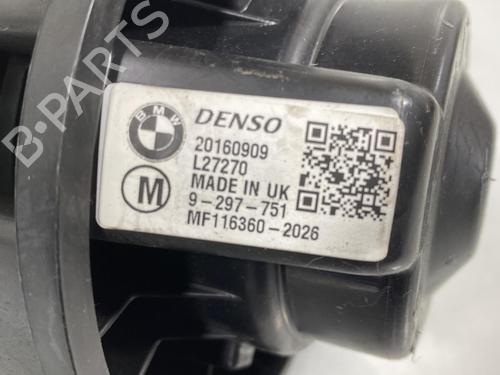 B-PARTS
BMW
DENSO
20160909
L27270
M
MADE IN UK
9-297-751
MF116360-2026